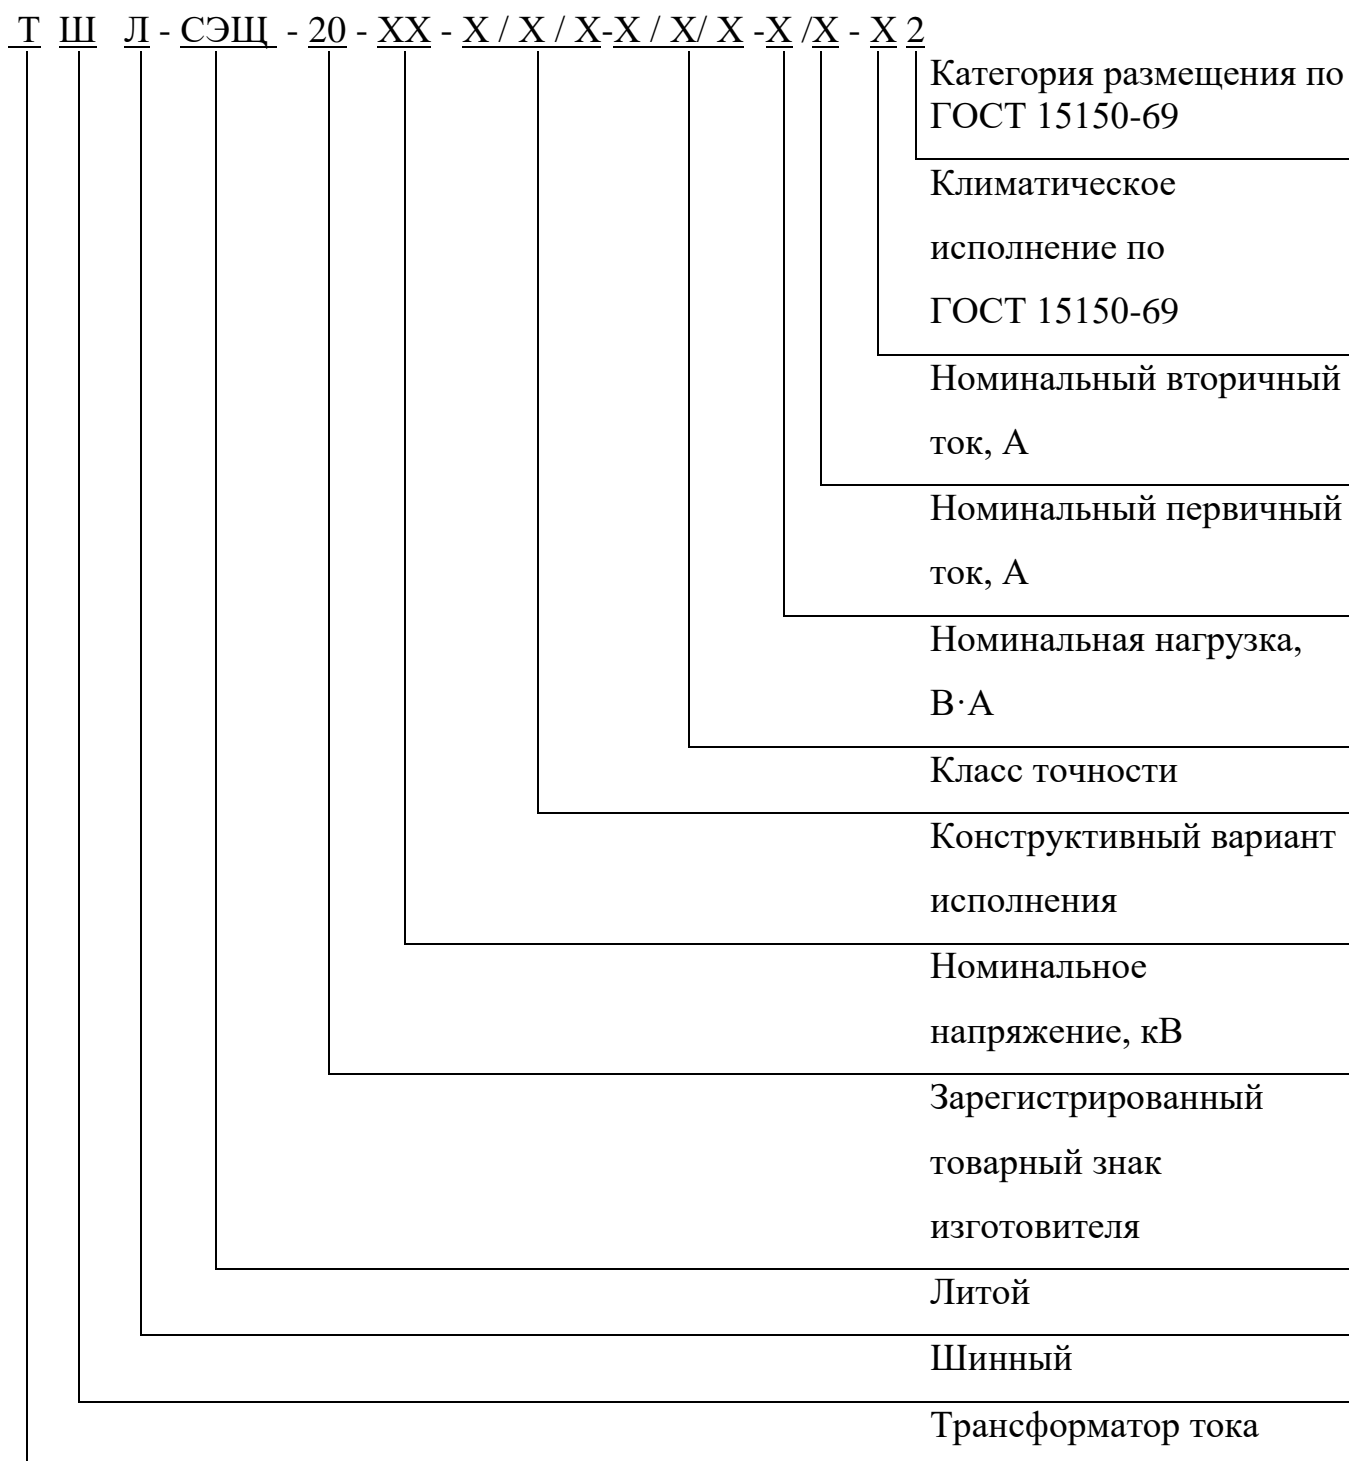 Т Ш Л - СЭЩ - 20 - ХХ - Х / Х / Х-Х / Х/ Х -Х /Х - Х 2
Категория размещения по
ГОСТ 15150-69
Климатическое
исполнение по
ГОСТ 15150-69
Номинальный вторичный
ток, А
Номинальный первичный
ток, А
Номинальная нагрузка,
В·А
Класс точности
Конструктивный вариант
исполнения
Номинальное
напряжение, кВ
Зарегистрированный
товарный знак
изготовителя
Литой
Шинный
Трансформатор тока